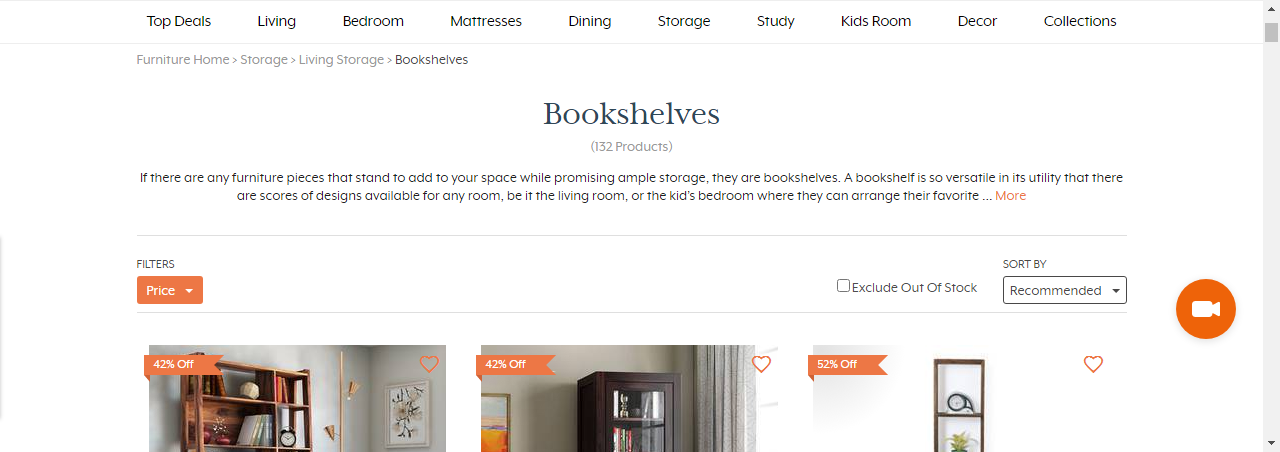 Top Deals Living Bedroom Mattresses Dining Storage Study Kids Room Decor Collections
Furniture Home > Storage > Living Storage > Bookshelves
Bookshelves
(132 Products)
If there are any furniture pieces that stand to add to your space while promising ample storage, they are bookshelves. A bookshelf is so versatile in its utility that there
are scores of designs available for any room, be it the living room, or the kid's bedroom where they can arrange their favorite ... More
FILTERS
SORT BY
Price
Exclude Out Of Stock
Recommended
42% Off
42% Off
52% Off